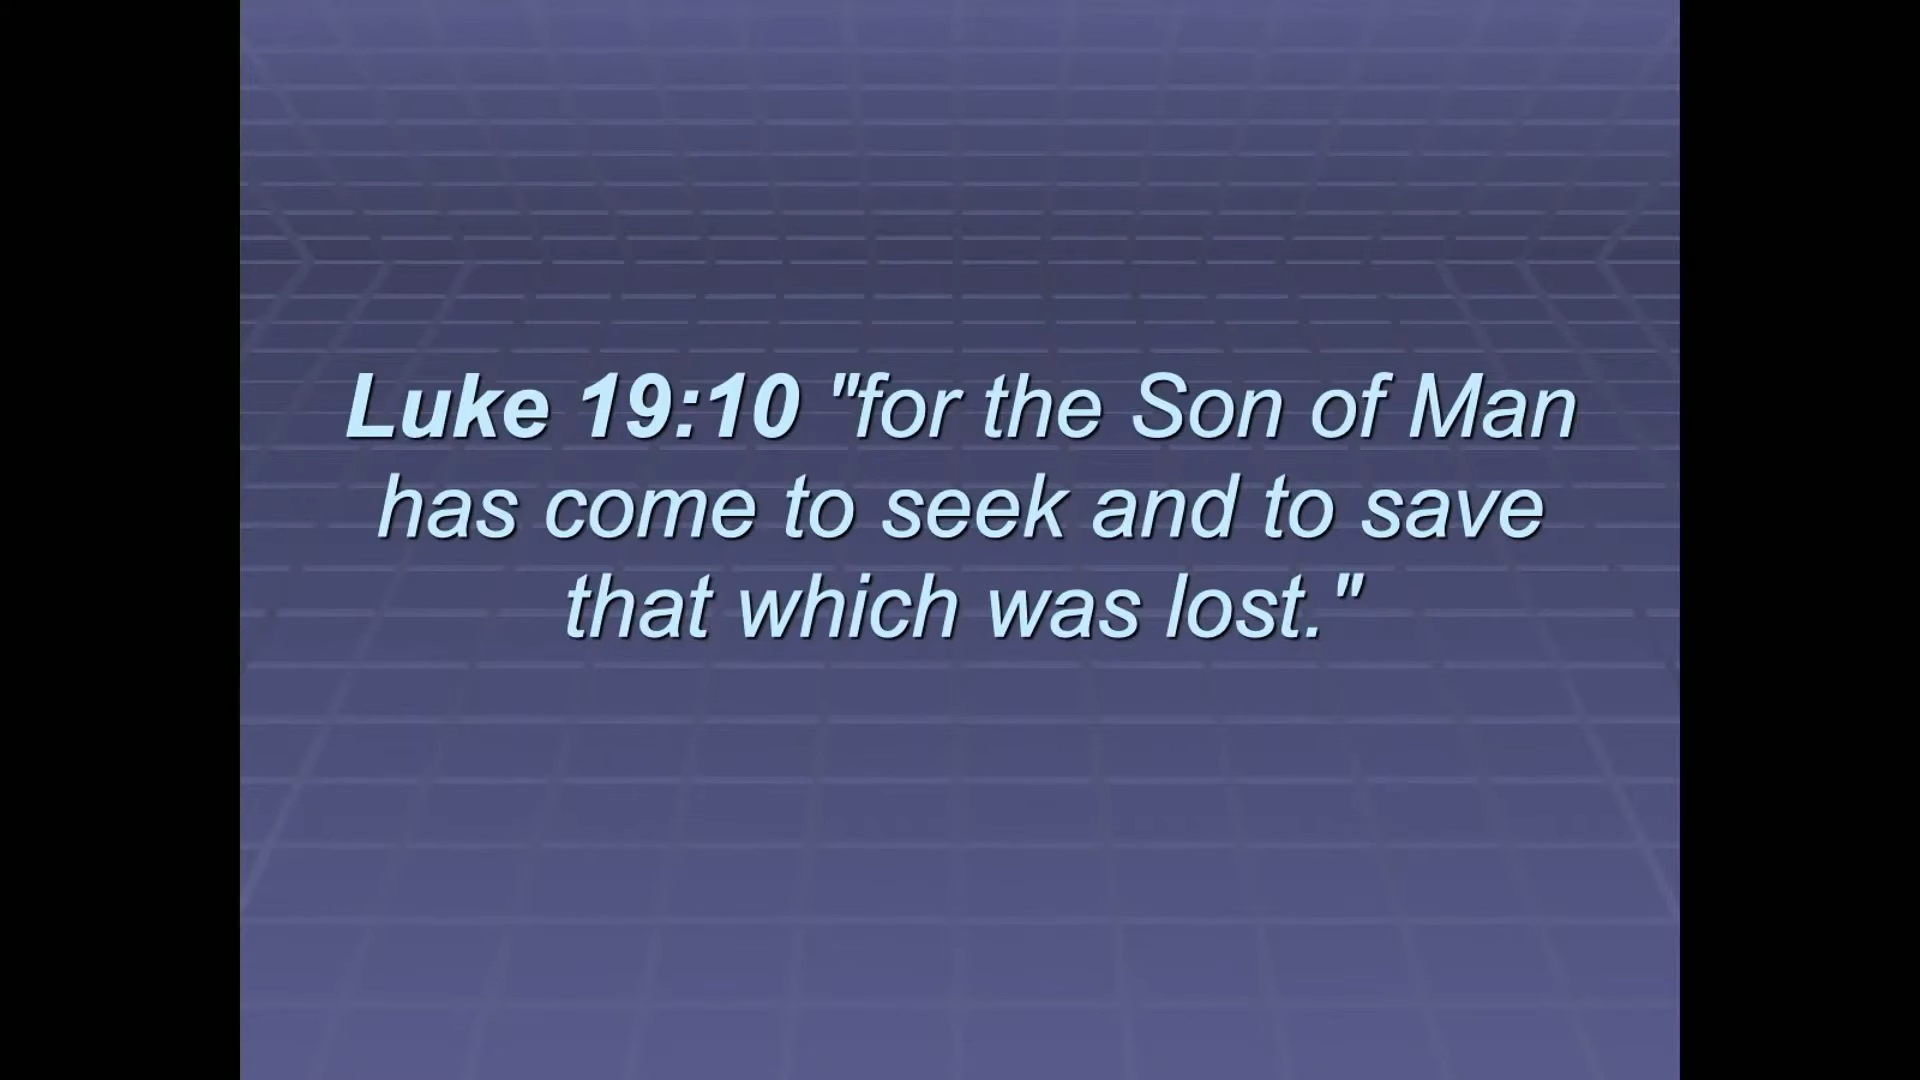 Luke 19:10 "for the Son of Man
has come to seek and to save
that which was lost."